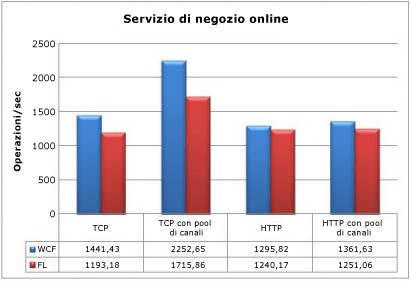 Servizio di negozio online
Operazioni/sec
2500
2000
1500
1000
500
0
TCP
TCP con pool
di canali
HTTP
HTTP con pool
di canali
WCF 1441,43 2252,65 1295,82 1361,63
FL 1193,18 1715,86 1240,17 1251,06